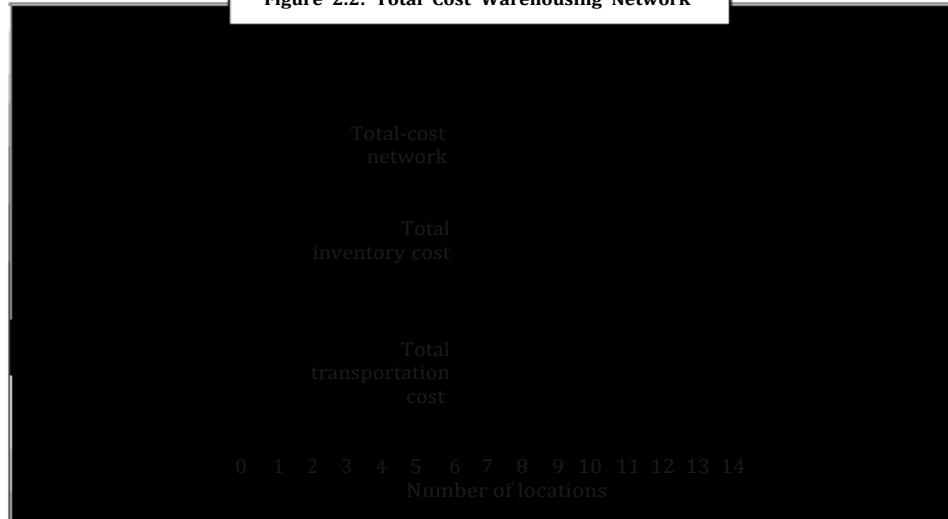 Figure 2.2: Total Cost Warehousing Network
Total-cost
network
Total
inventory cost
Total
transportation
cost
0 1 2 3 4 5 6 7 8 9 10 11 12 13 14
Number of locations